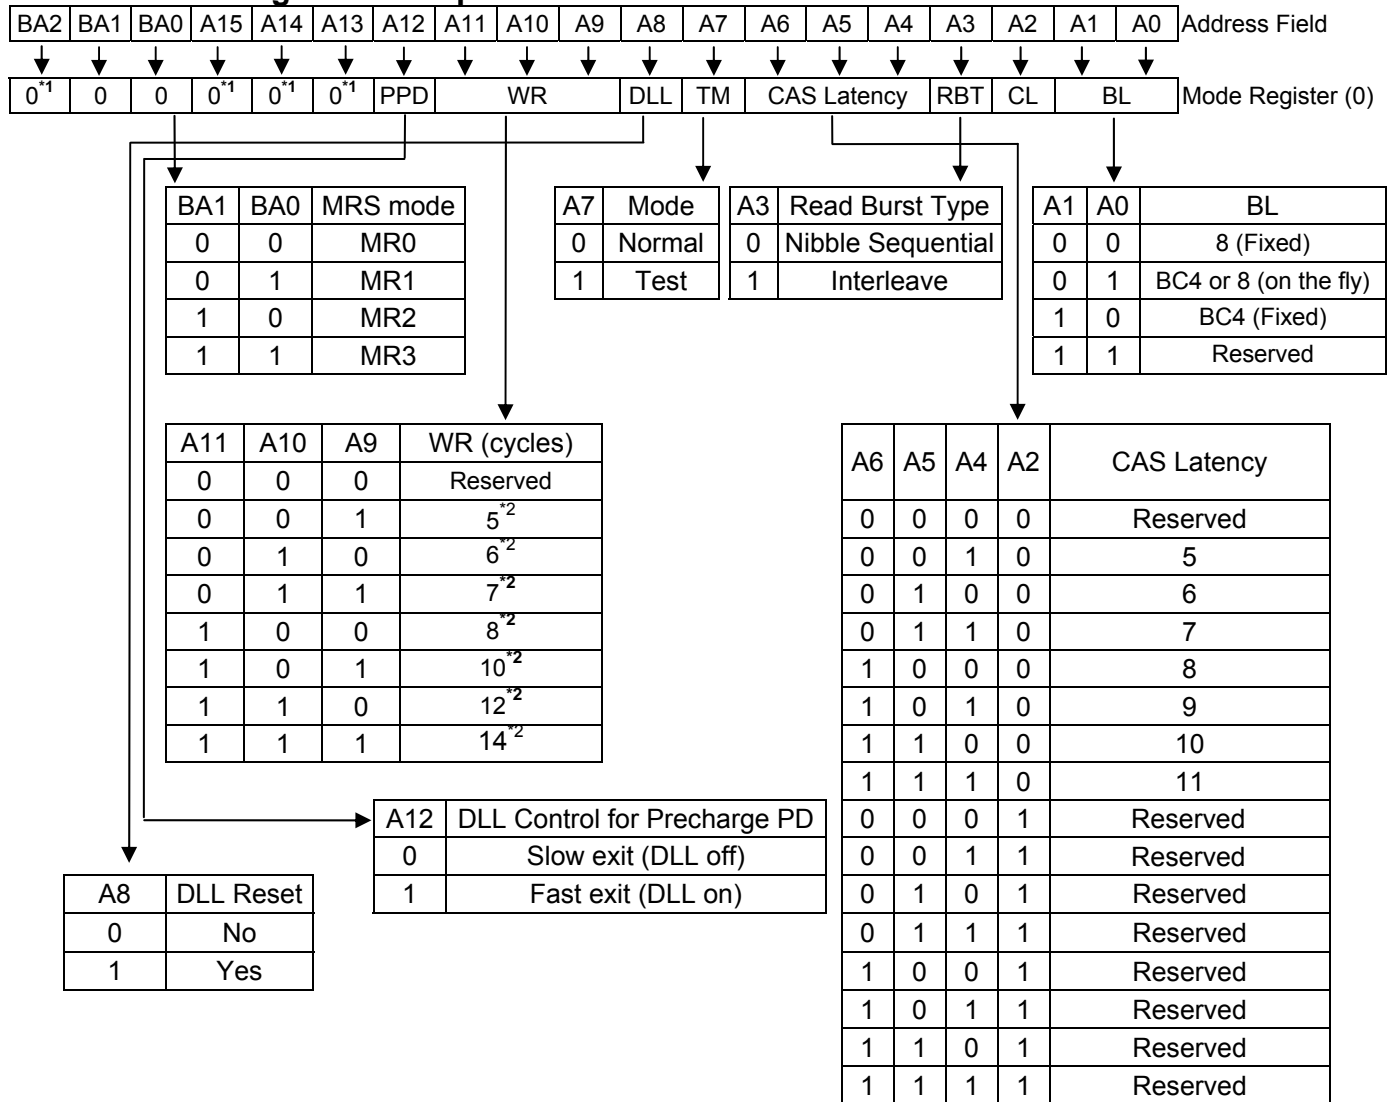 BA2 BA1 BA0 A15 A14 A13 A12 A11 A10 A9 A8 A7 A6 A5 A4 A3 A2 A1 A0 Address Field
0*1 0 0 0*1 0*1 0*1 PPD WR DLL TM CAS Latency RBT CL BL Mode Register (0)
BA1 BA0 MRS mode
0 0 MR0
0 1 MR1
1 0 MR2
1 1 MR3
A7 Mode
0 Normal
1 Test
A3 Read Burst Type
0 Nibble Sequential
1 Interleave
A1 A0 BL
0 0 8 (Fixed)
0 1 BC4 or 8 (on the fly)
1 0 BC4 (Fixed)
1 1 Reserved
A11 A10 A9 WR (cycles)
0 0 0 Reserved
0 0 1 5*2
0 1 0 6*2
0 1 1 7*2
1 0 0 8*2
1 0 1 10*2
1 1 0 12*2
1 1 1 14*2
A6 A5 A4 A2 CAS Latency
0 0 0 0 Reserved
0 0 1 0 5
0 1 0 0 6
0 1 1 0 7
1 0 0 0 8
1 0 1 0 9
1 1 0 0 10
1 1 1 0 11
0 0 0 1 Reserved
0 0 1 1 Reserved
0 1 0 1 Reserved
0 1 1 1 Reserved
1 0 0 1 Reserved
1 0 1 1 Reserved
1 1 0 1 Reserved
1 1 1 1 Reserved
A12 DLL Control for Precharge PD
0 Slow exit (DLL off)
1 Fast exit (DLL on)
A8 DLL Reset
0 No
1 Yes